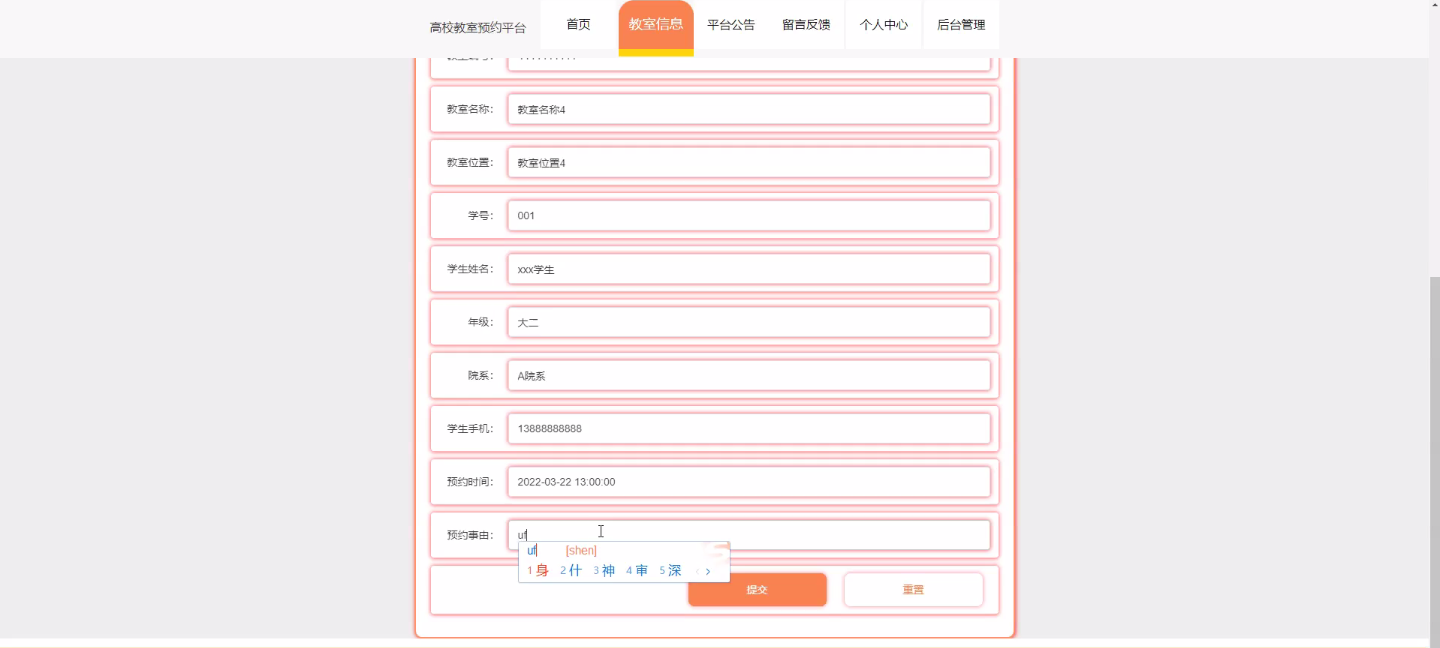 高校教室预约平台
首页
教室信息
平台公告
留言反馈
个人中心
后台管理
教室名称： 教室名称4
教室位置： 教室位置4
学号： 001
学生姓名： xxx学生
年级： 大二
院系： A院系
学生手机： 13888888888
预约时间： 2022-03-22 13:00:00
预约事由： uf
uf [shen]
1 身 2 什 3 神 4 审 5 深
提交
重置